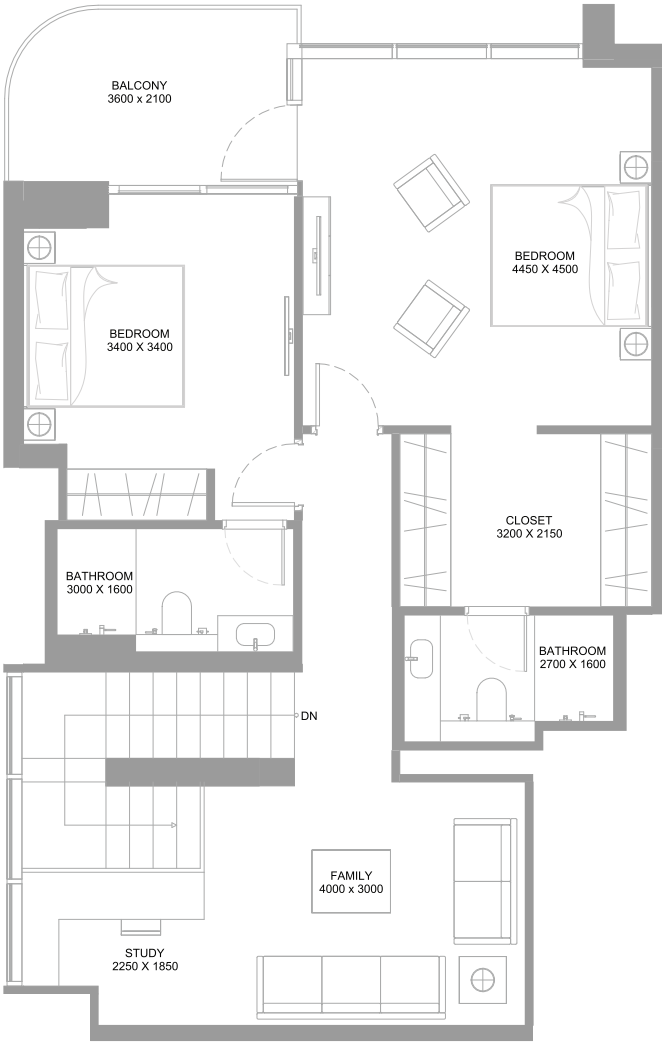 BALCONY
3600 x 2100
BEDROOM
4450 X 4500
BEDROOM
3400 X 3400
CLOSET
3200 X 2150
BATHROOM
3000 X 1600
BATHROOM
2700 X 1600
DN
FAMILY
4000 x 3000
STUDY
2250 X 1850